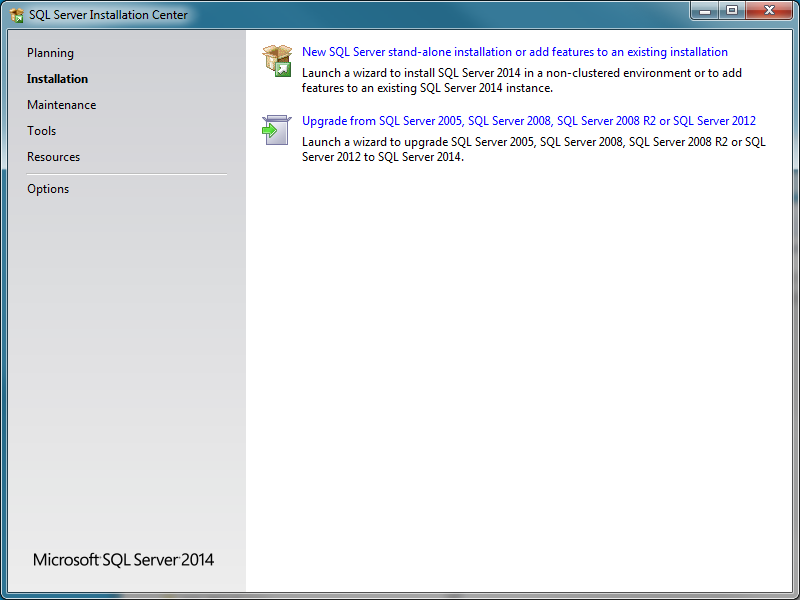 SQL Server Installation Center
Planning
Installation
Maintenance
Tools
Resources
Options
New SQL Server stand-alone installation or add features to an existing installation
Launch a wizard to install SQL Server 2014 in a non-clustered environment or to add
features to an existing SQL Server 2014 instance.
Upgrade from SQL Server 2005, SQL Server 2008, SQL Server 2008 R2 or SQL Server 2012
Launch a wizard to upgrade SQL Server 2005, SQL Server 2008, SQL Server 2008 R2 or SQL
Server 2012 to SQL Server 2014.
Microsoft SQL Server 2014